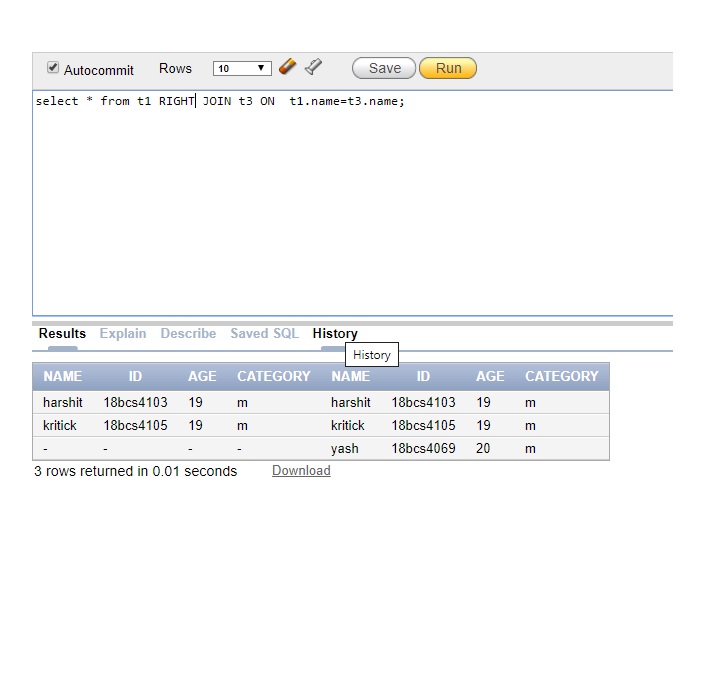 Autocommit Rows 10 Save Run
select * from t1 RIGHT JOIN t3 ON  t1.name=t3.name;
Results Explain Describe Saved SQL History
History
NAME ID AGE CATEGORY NAME ID AGE CATEGORY
harshit 18bcs4103 19 m harshit 18bcs4103 19 m
kritick 18bcs4105 19 m kritick 18bcs4105 19 m
- - - - yash 18bcs4069 20 m
3 rows returned in 0.01 seconds Download